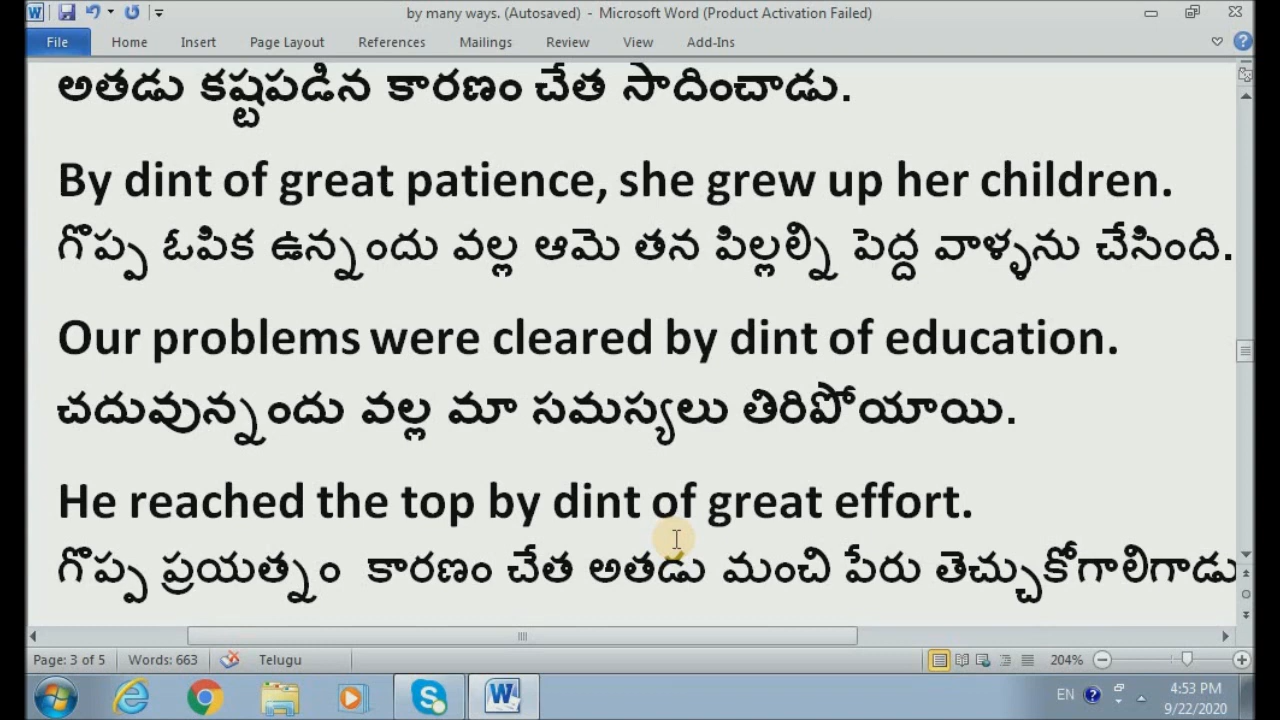 by many ways. (Autosaved) - Microsoft Word (Product Activation Failed)
File Home Insert Page Layout References Mailings Review View Add-Ins
అతడు కష్టపడిన కారణం చేత సాదించాడు.
By dint of great patience, she grew up her children.
గొప్ప ఓపిక ఉన్నందు వల్ల ఆమె తన పిల్లల్ని పెద్ద వాళ్ళను చేసింది.
Our problems were cleared by dint of education.
చదువున్నందు వల్ల మా సమస్యలు తిరిపోయాయి.
He reached the top by dint of great effort.
గొప్ప ప్రయత్నం కారణం చేత అతడు మంచి పేరు తెచ్చుకోగాలిగాడు
Page: 3 of 5 Words: 663 Telugu 204%
EN 4:53 PM
9/22/2020